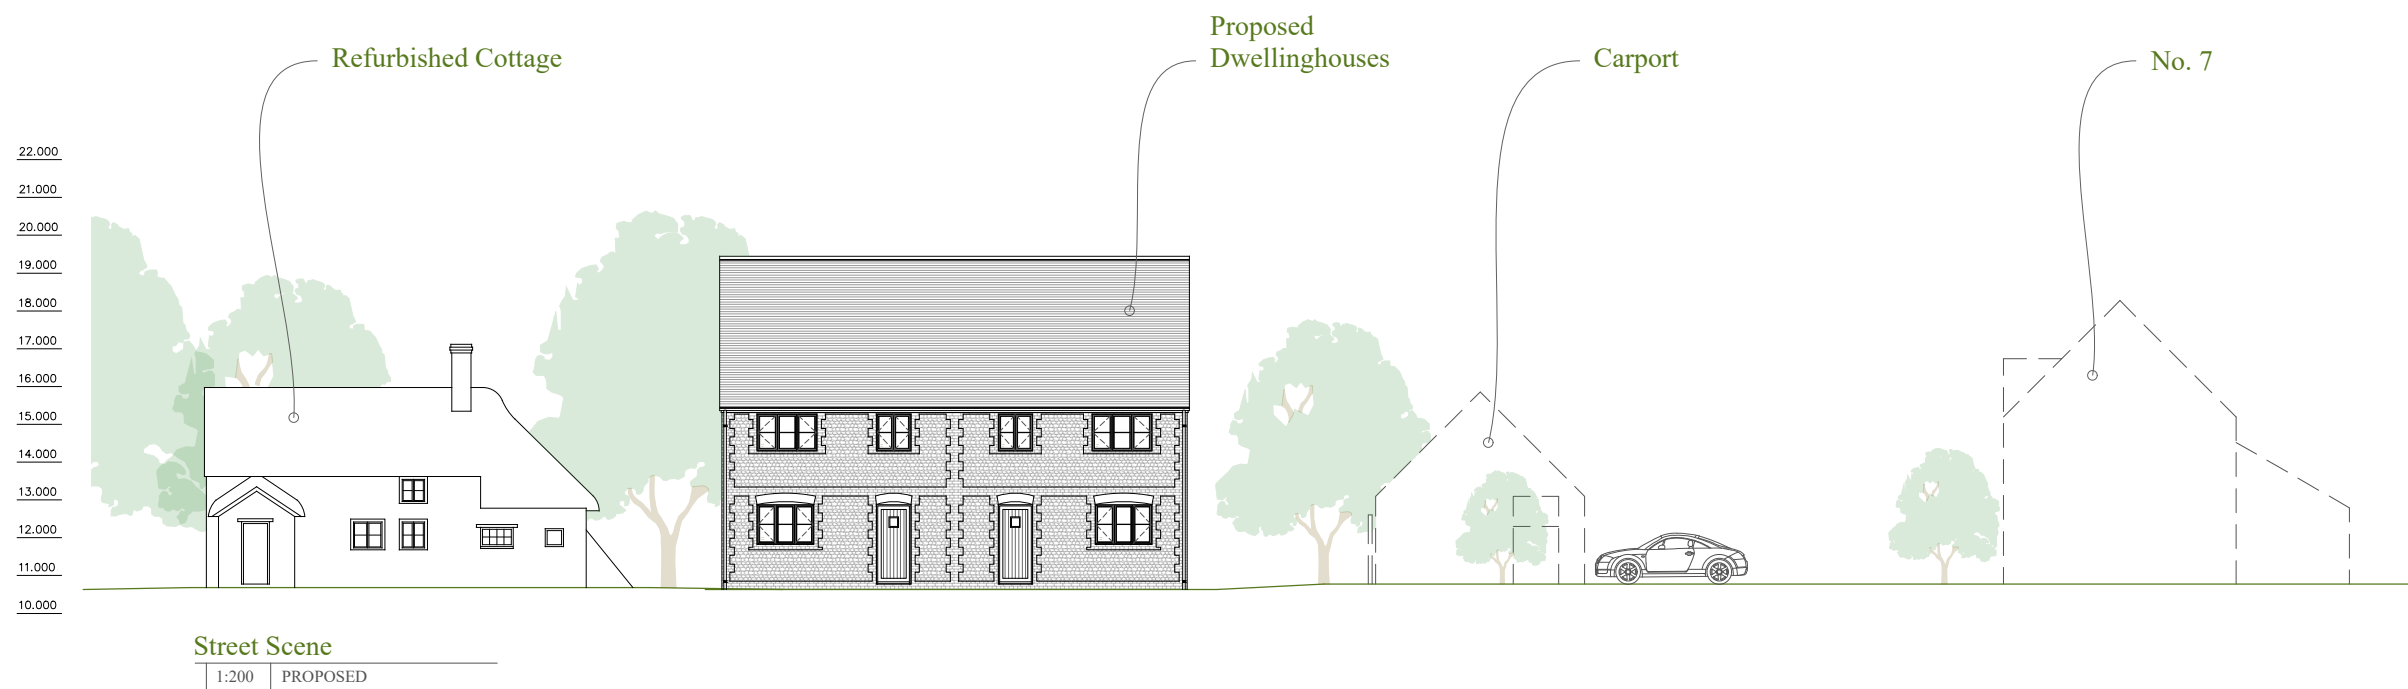 Proposed
Refurbished Cottage
Dwellinghouses
Carport
No. 7
22.000
21.000
20.000
19.000
18.000
17.000
16.000
15.000
14.000
13.000
12.000
11.000
10.000
Street Scene
1:200 PROPOSED